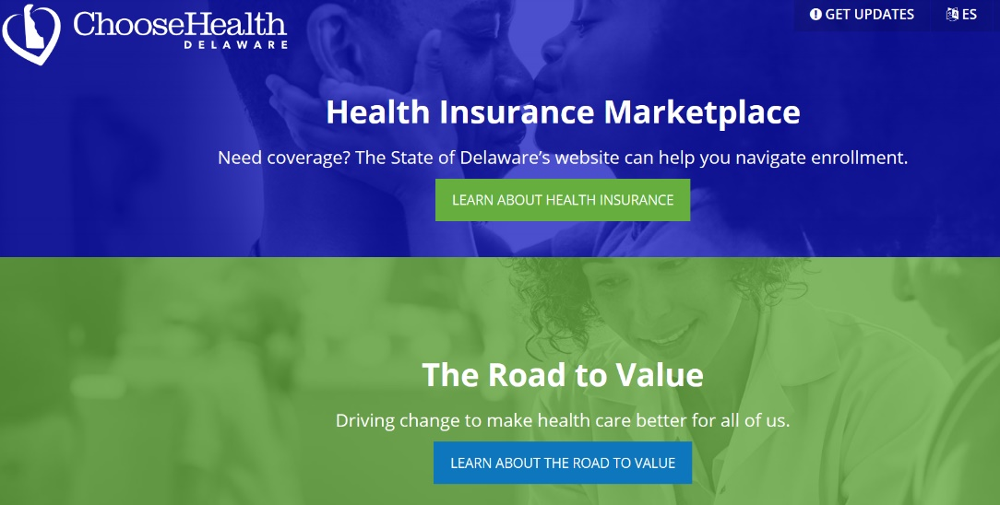 ChooseHealth
DELAWARE
GET UPDATES
ES
Health Insurance Marketplace
Need coverage? The State of Delaware’s website can help you navigate enrollment.
LEARN ABOUT HEALTH INSURANCE
The Road to Value
Driving change to make health care better for all of us.
LEARN ABOUT THE ROAD TO VALUE